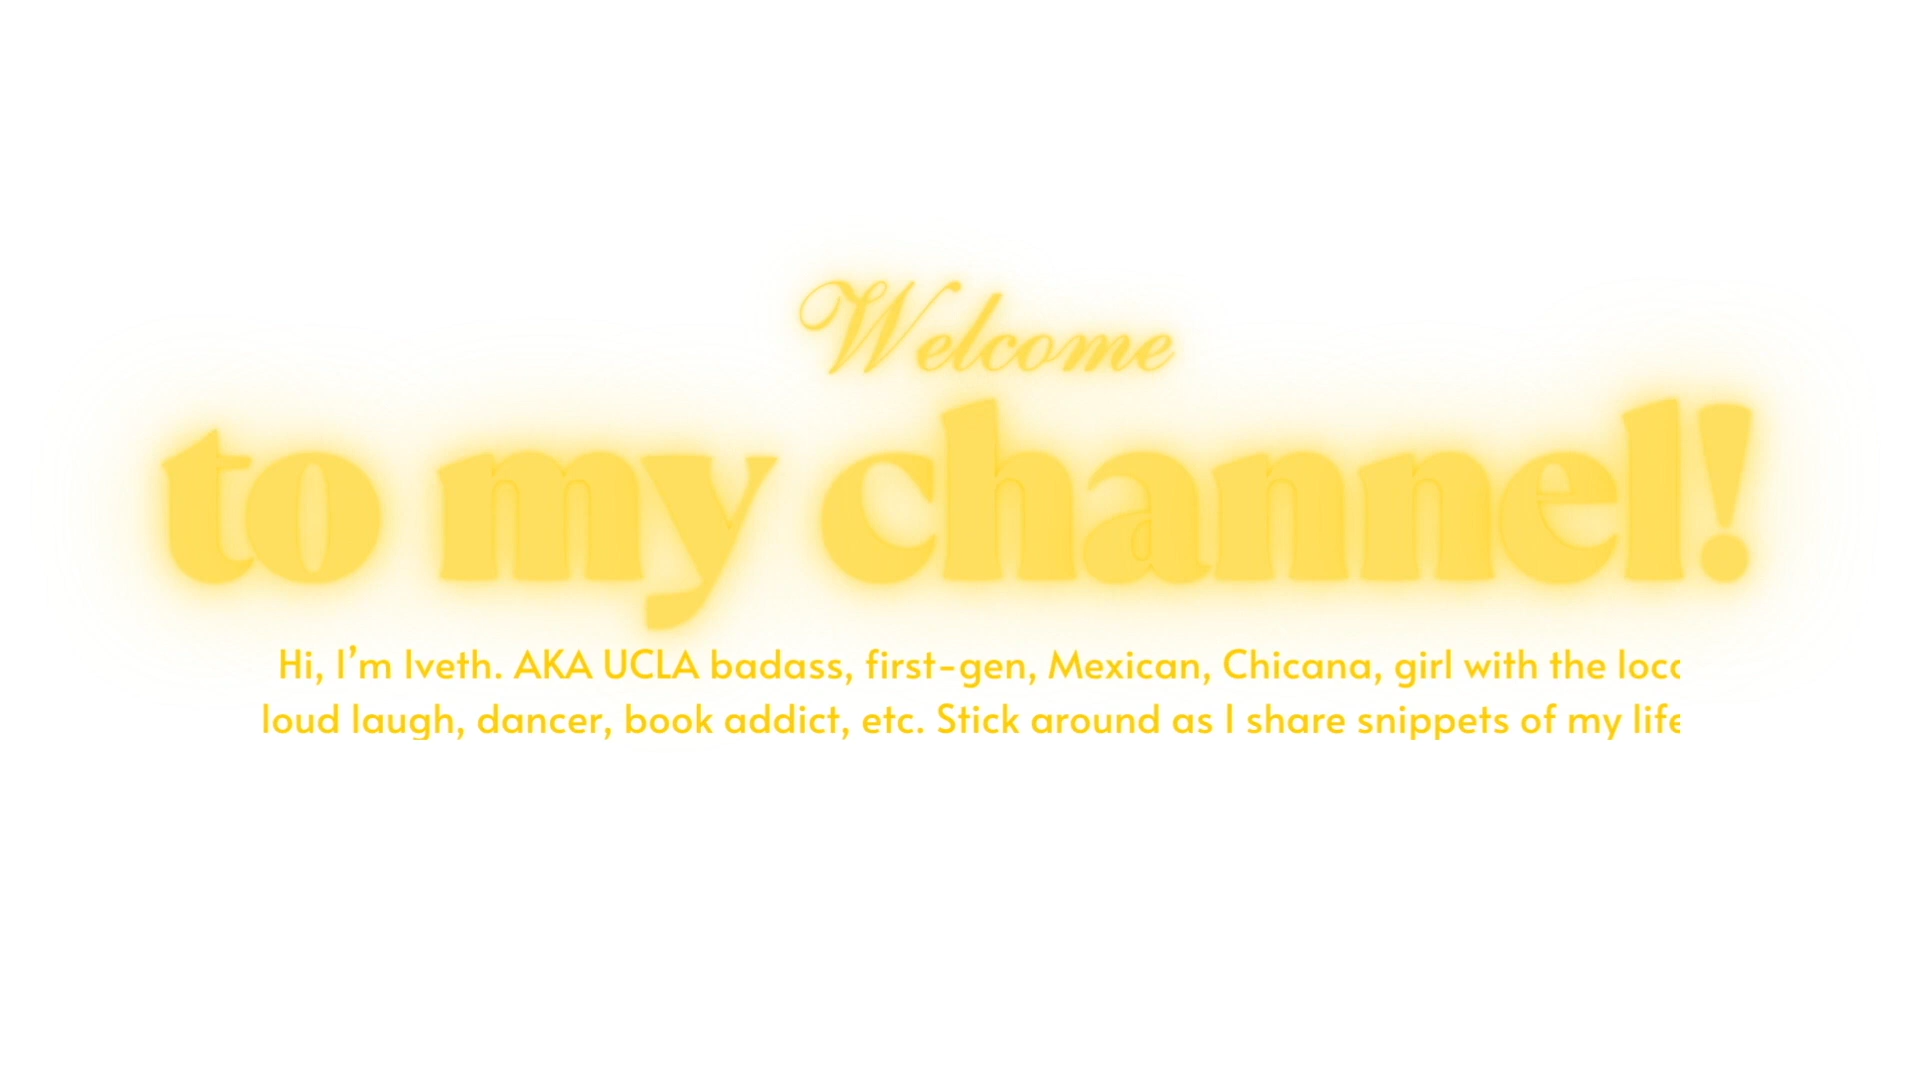 Welcome
to my channel!
Hi, I’m Iveth. AKA UCLA badass, first-gen, Mexican, Chicana, girl with the
loud laugh, dancer, book addict, etc. Stick around as I share snippets of my life